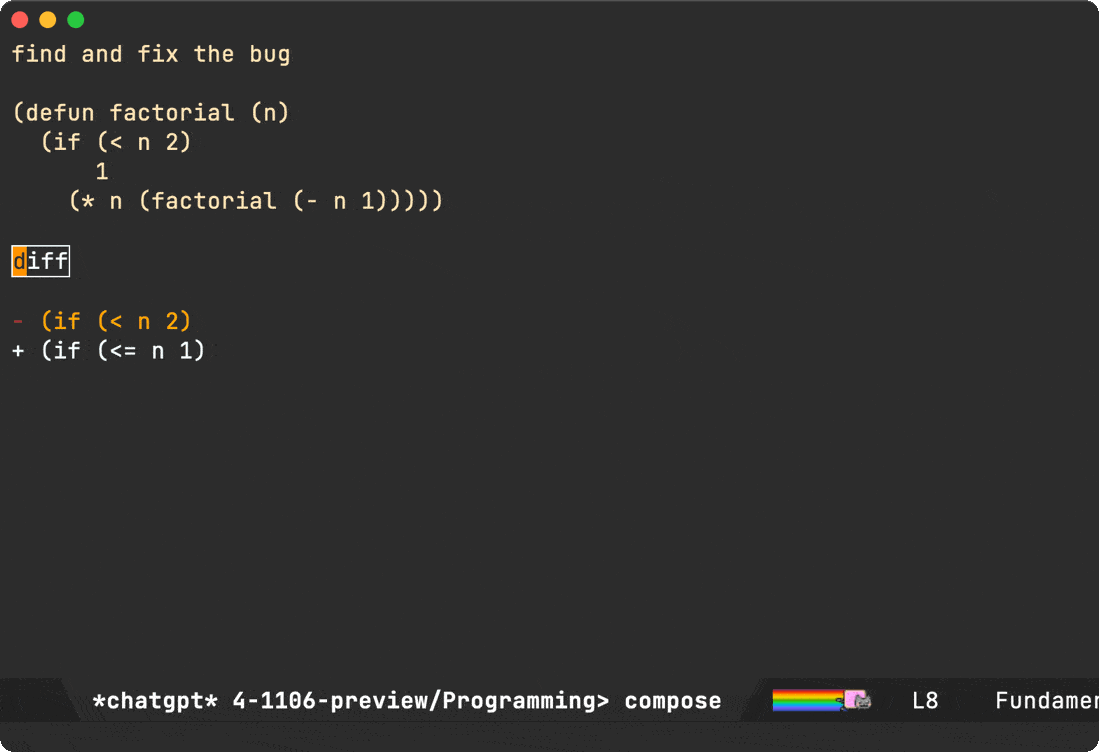 find and fix the bug
(defun factorial (n)
  (if (< n 2)
      1
    (* n (factorial (- n 1)))))
diff
- (if (< n 2)
+ (if (<= n 1)
*chatgpt* 4-1106-preview/Programming> compose L8 Fundamer